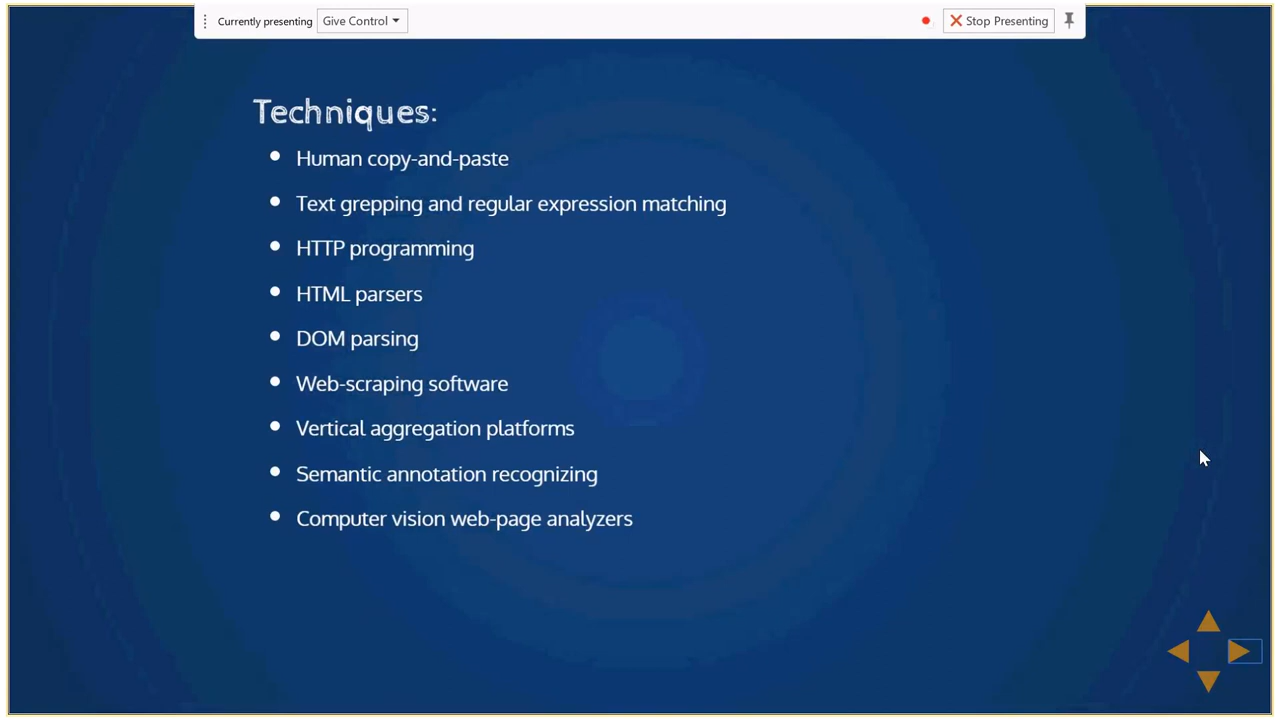 Currently presenting Give Control Stop Presenting
Techniques:
Human copy-and-paste
Text grepping and regular expression matching
HTTP programming
HTML parsers
DOM parsing
Web-scraping software
Vertical aggregation platforms
Semantic annotation recognizing
Computer vision web-page analyzers